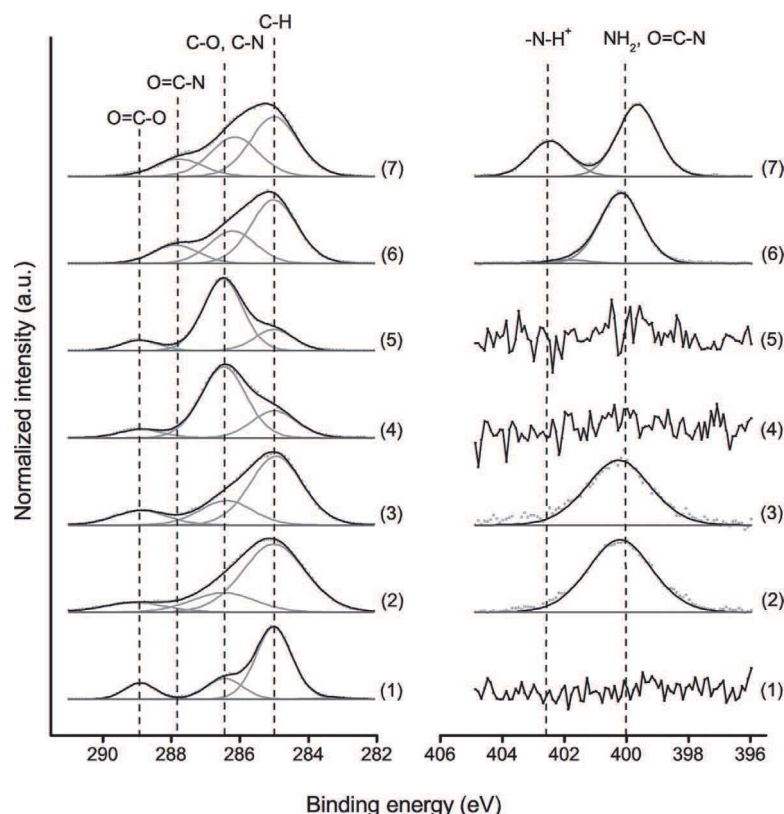 C-H
C-O, C-N
-N-H⁺
NH₂, O=C-N
O=C-N
O=C-O
(7)
(7)
(6)
(6)
(5)
(5)
(4)
(4)
(3)
(3)
(2)
(2)
(1)
(1)
Normalized intensity (a.u.)
290 288 286 284 282 406 404 402 400 398 396
Binding energy (eV)